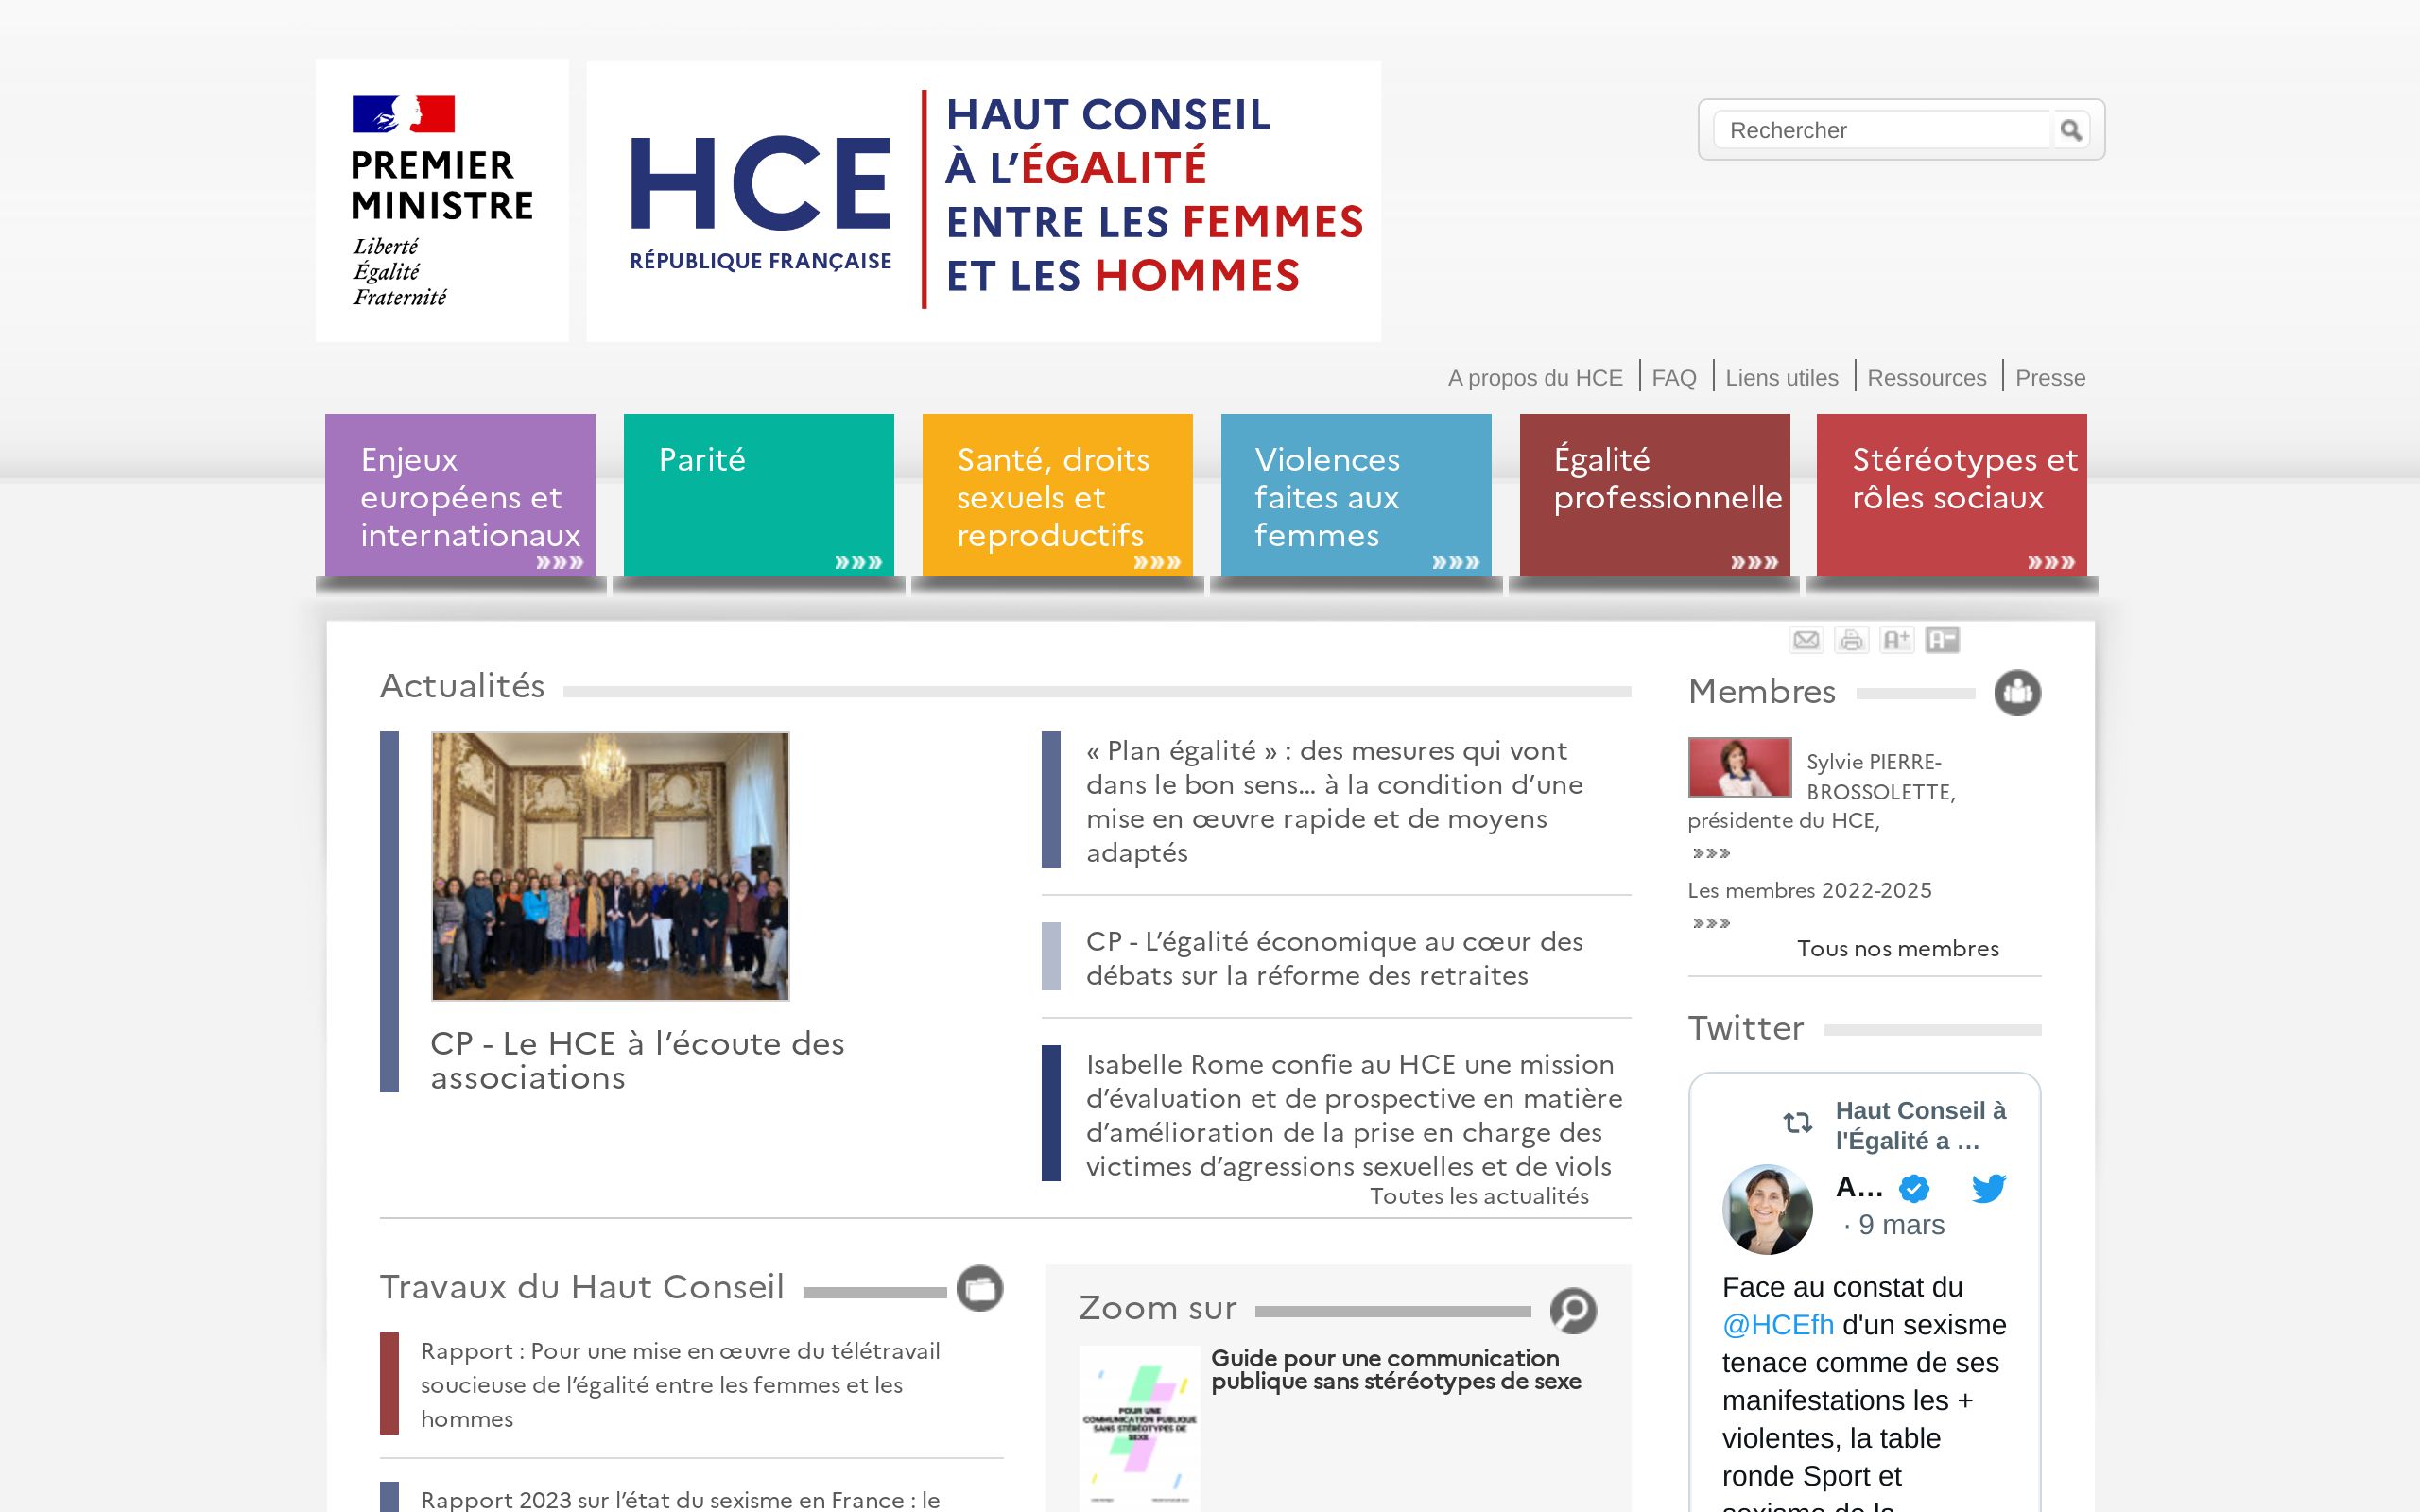 PREMIER
MINISTRE
Liberté
Égalité
Fraternité
HCE
RÉPUBLIQUE FRANÇAISE
HAUT CONSEIL
À L’ÉGALITÉ
ENTRE LES FEMMES
ET LES HOMMES
Rechercher
A propos du HCE
FAQ
Liens utiles
Ressources
Presse
Enjeux
européens et
internationaux
Parité
Santé, droits
sexuels et
reproductifs
Violences
faites aux
femmes
Égalité
professionnelle
Stéréotypes et
rôles sociaux
A+
A-
Actualités
CP - Le HCE à l’écoute des
associations
« Plan égalité » : des mesures qui vont
dans le bon sens... à la condition d’une
mise en œuvre rapide et de moyens
adaptés
CP - L’égalité économique au cœur des
débats sur la réforme des retraites
Isabelle Rome confie au HCE une mission
d’évaluation et de prospective en matière
d’amélioration de la prise en charge des
victimes d’agressions sexuelles et de viols
Toutes les actualités
Membres
Sylvie PIERRE-
BROSSOLETTE,
présidente du HCE,
Les membres 2022-2025
Tous nos membres
Twitter
Haut Conseil à
l'Égalité a …
A…
· 9 mars
Face au constat du
@HCEfh d'un sexisme
tenace comme de ses
manifestations les +
violentes, la table
ronde Sport et
sexisme de la
Travaux du Haut Conseil
Rapport : Pour une mise en œuvre du télétravail
soucieuse de l’égalité entre les femmes et les
hommes
Rapport 2023 sur l’état du sexisme en France : le
Zoom sur
POUR UNE
COMMUNICATION PUBLIQUE
SANS STÉRÉOTYPES DE
SEXE
Guide pour une communication
publique sans stéréotypes de sexe